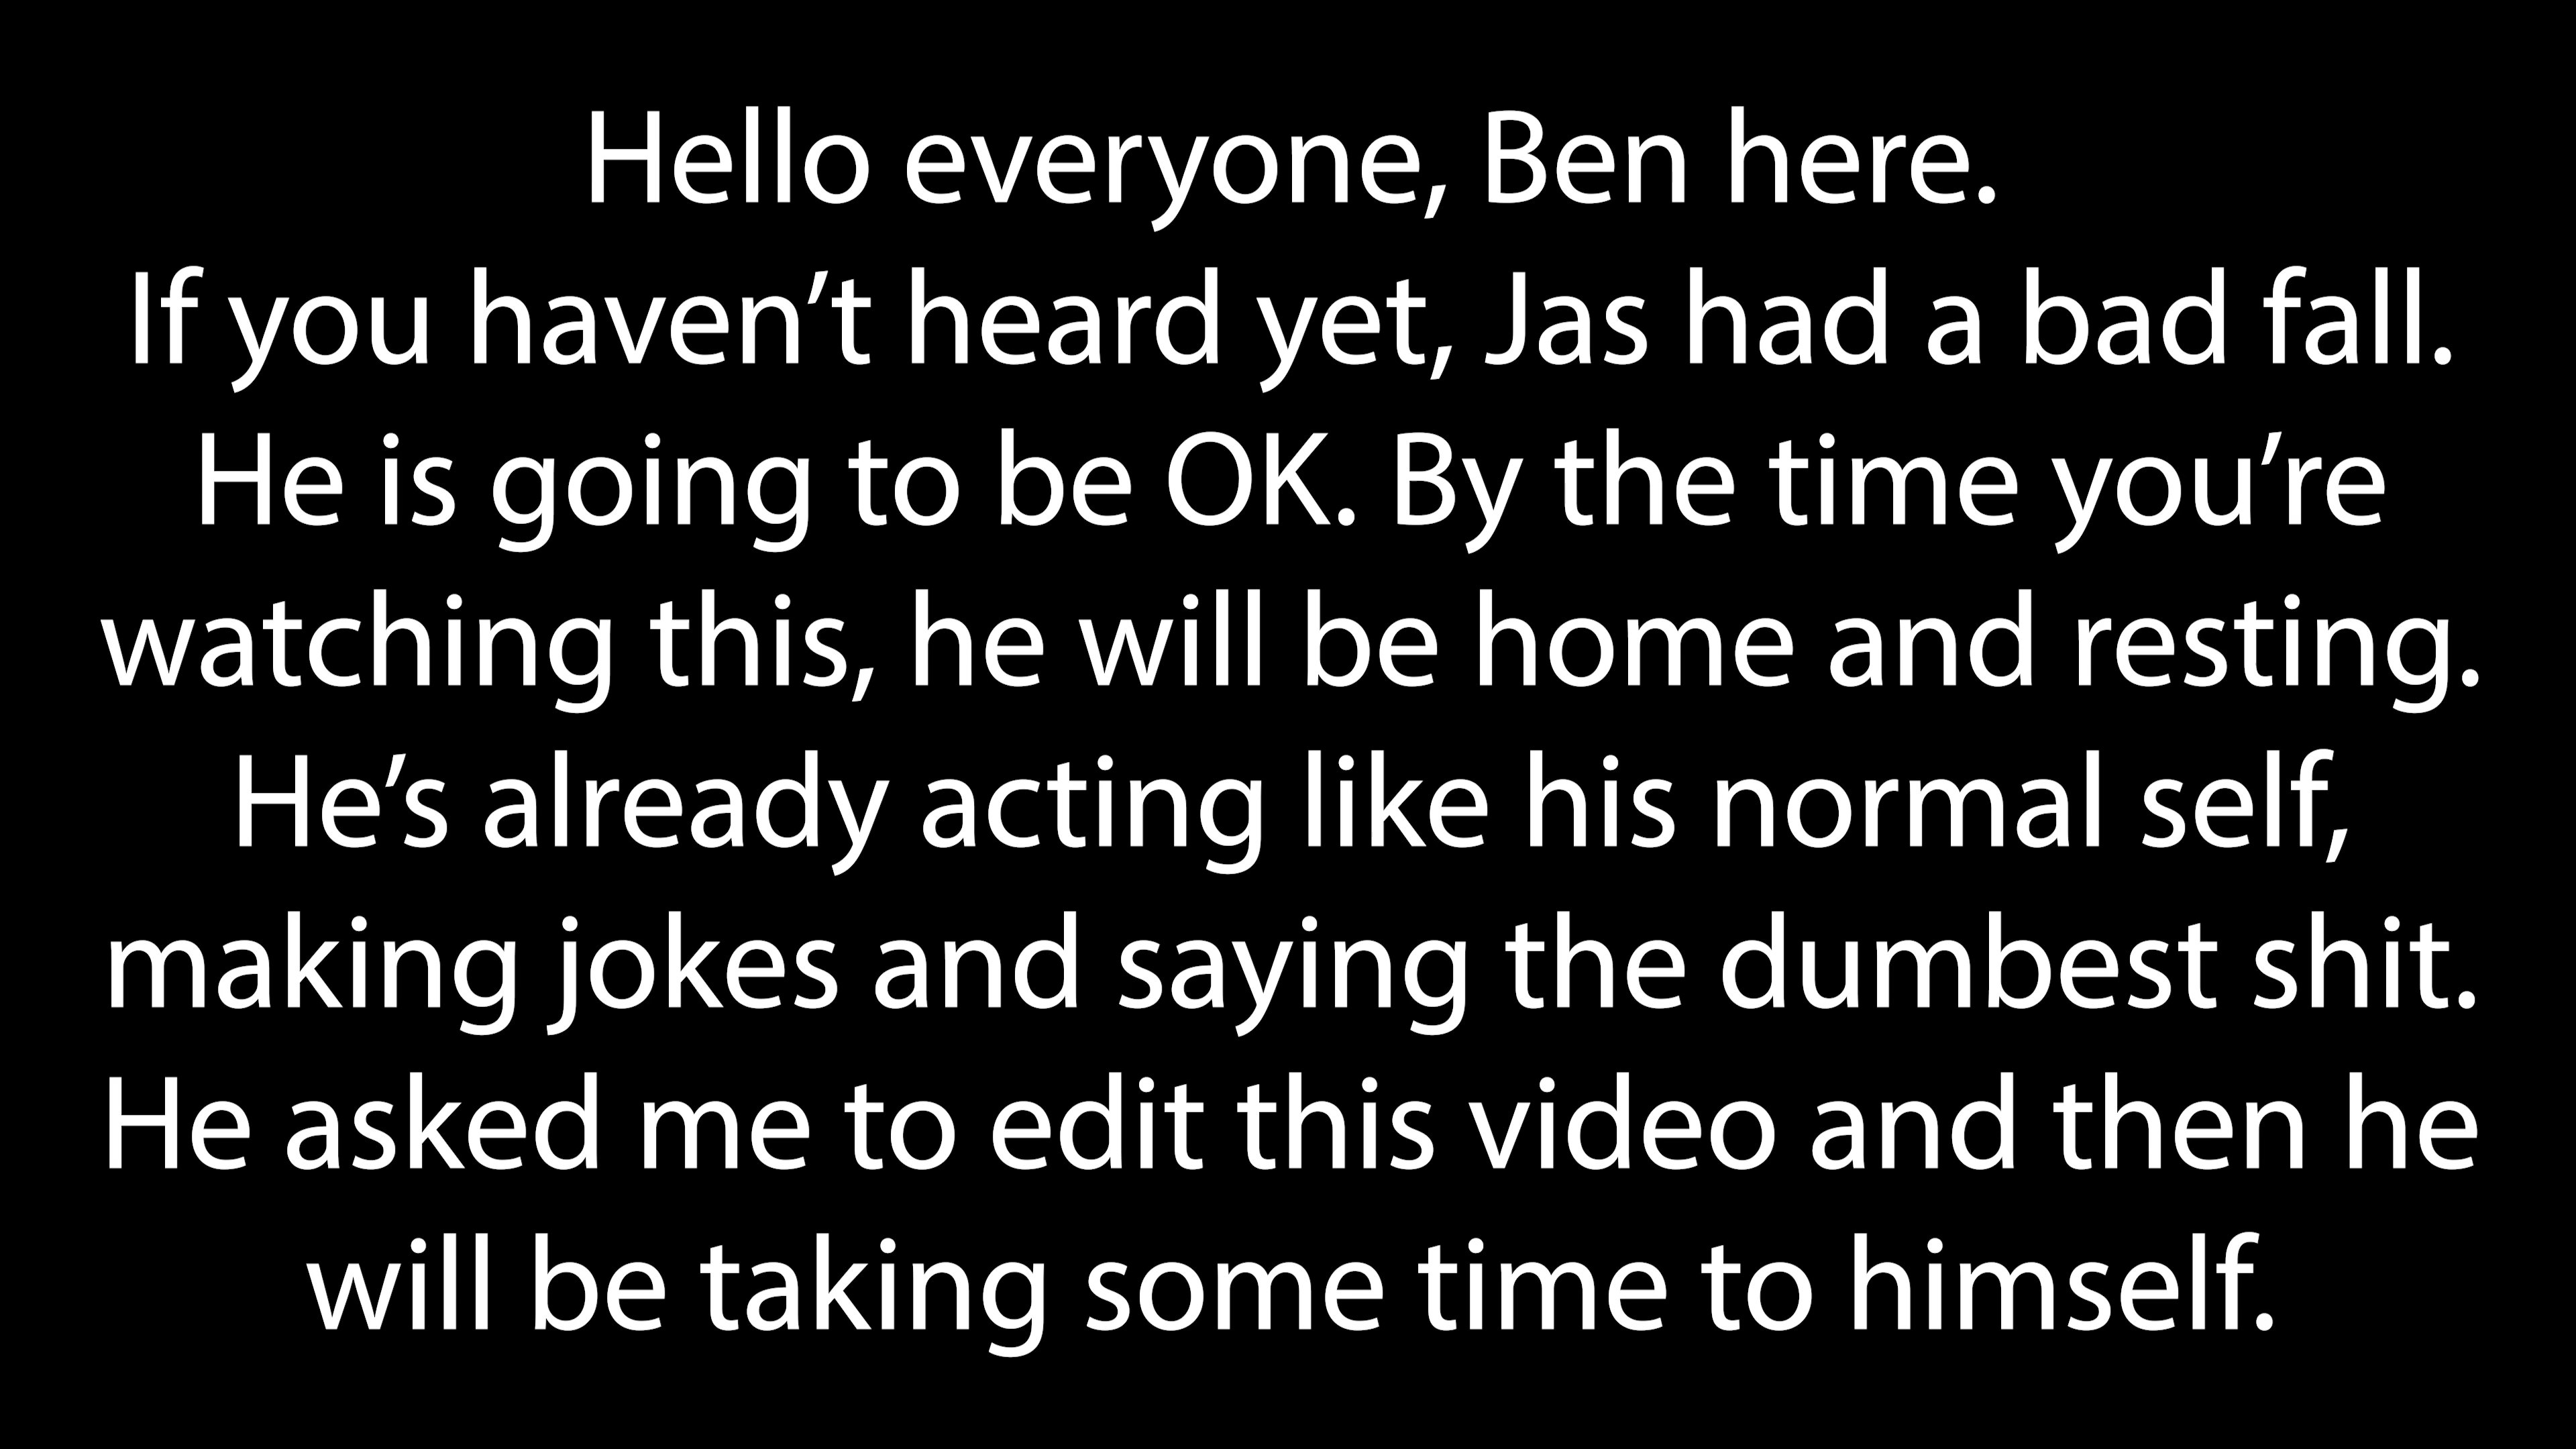 Hello everyone, Ben here.
If you haven’t heard yet, Jas had a bad fall.
He is going to be OK. By the time you’re
watching this, he will be home and resting.
He’s already acting like his normal self,
making jokes and saying the dumbest shit.
He asked me to edit this video and then he
will be taking some time to himself.